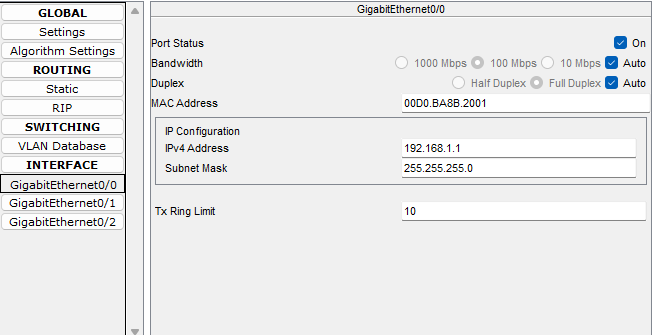 GLOBAL
Settings
Algorithm Settings
ROUTING
Static
RIP
SWITCHING
VLAN Database
INTERFACE
GigabitEthernet0/0
GigabitEthernet0/1
GigabitEthernet0/2
GigabitEthernet0/0
Port Status On
Bandwidth 1000 Mbps 100 Mbps 10 Mbps Auto
Duplex Half Duplex Full Duplex Auto
MAC Address 00D0.BA8B.2001
IP Configuration
IPv4 Address 192.168.1.1
Subnet Mask 255.255.255.0
Tx Ring Limit 10